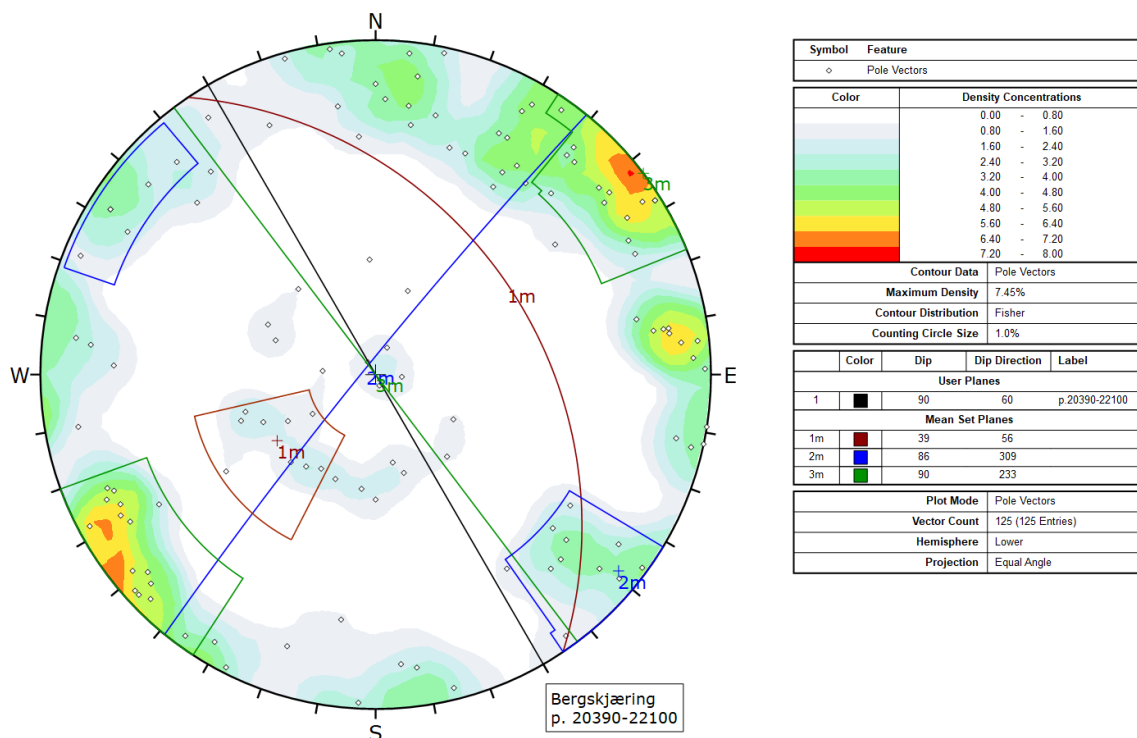 N
W
E
S
1m
2m
3m
1m
2m
3m
Bergskjæring
p. 20390-22100
Symbol Feature
Pole Vectors
Color Density Concentrations
0.00 - 0.80
0.80 - 1.60
1.60 - 2.40
2.40 - 3.20
3.20 - 4.00
4.00 - 4.80
4.80 - 5.60
5.60 - 6.40
6.40 - 7.20
7.20 - 8.00
Contour Data Pole Vectors
Maximum Density 7.45%
Contour Distribution Fisher
Counting Circle Size 1.0%
Color Dip Dip Direction Label
User Planes
1 90 60 p.20390-22100
Mean Set Planes
1m 39 56
2m 86 309
3m 90 233
Plot Mode Pole Vectors
Vector Count 125 (125 Entries)
Hemisphere Lower
Projection Equal Angle